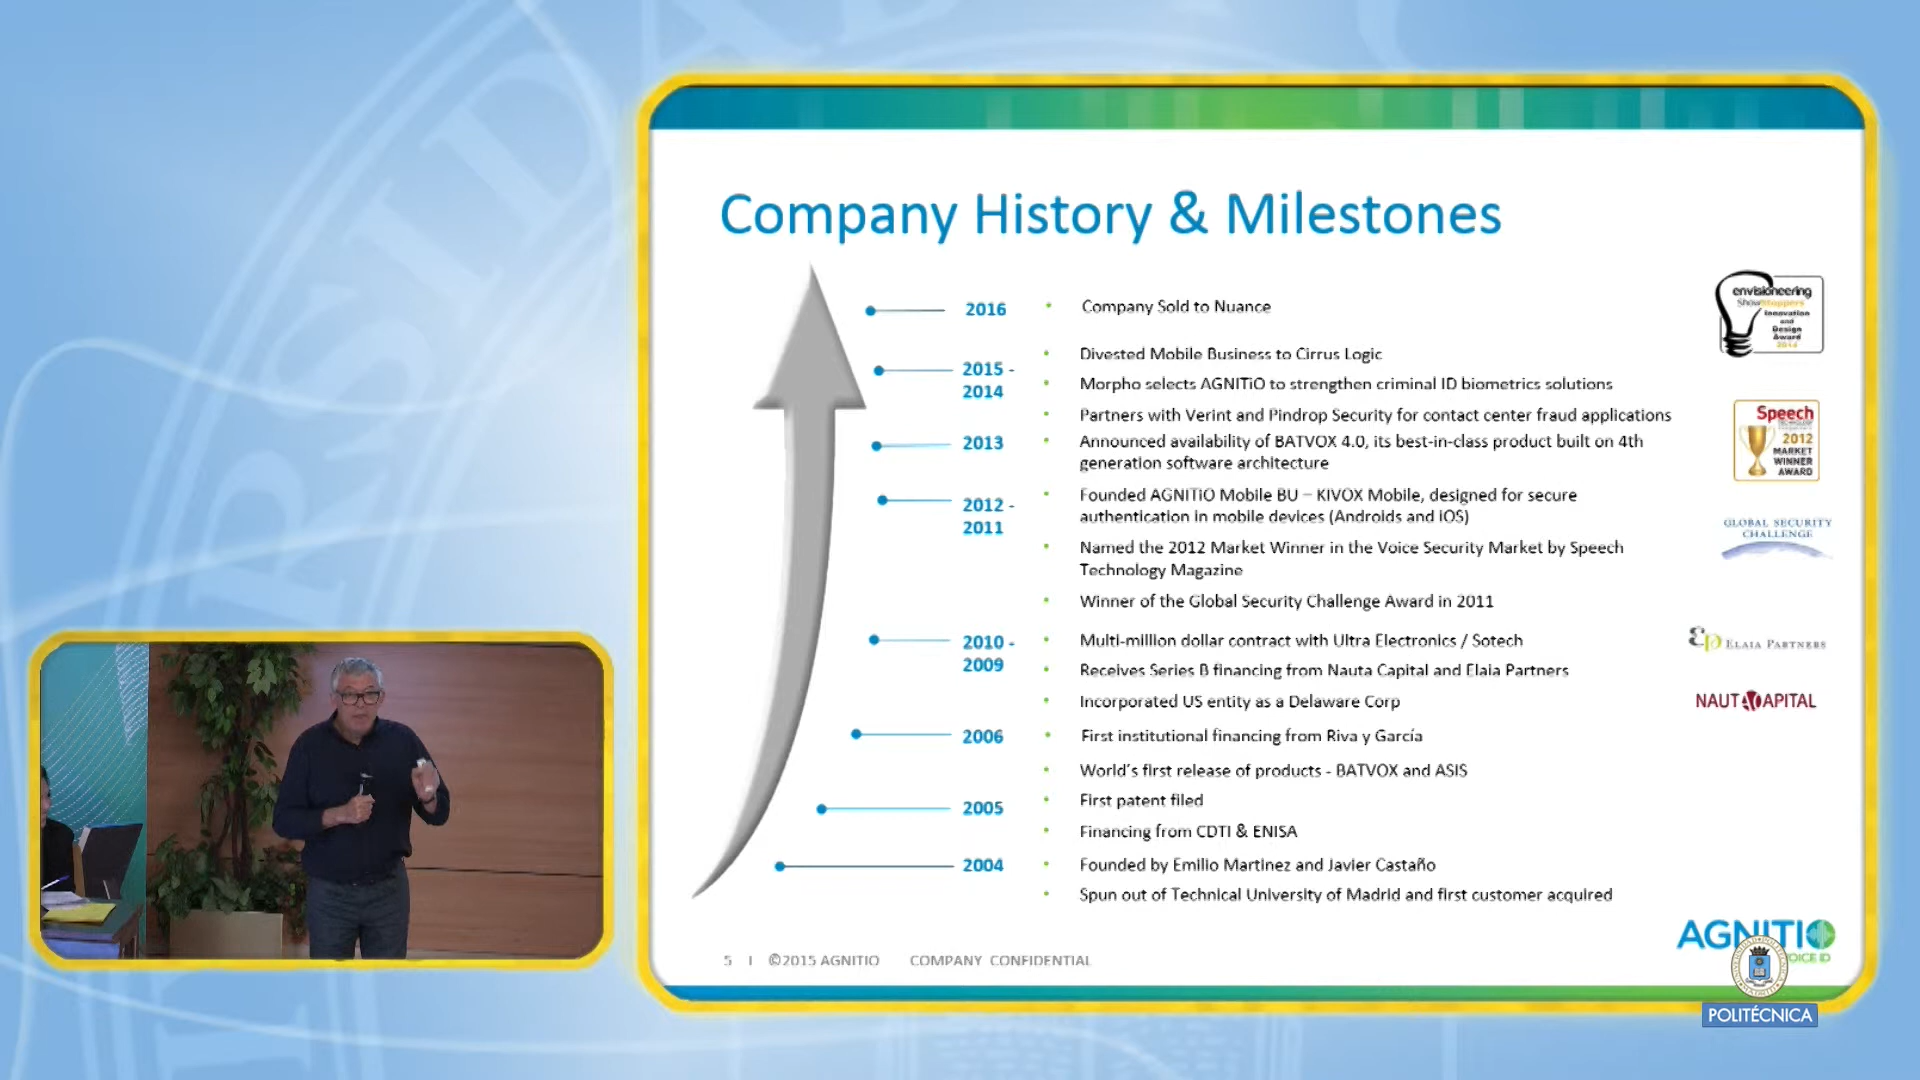 Company History & Milestones
2016
• Company Sold to Nuance
2015 -
2014
• Divested Mobile Business to Cirrus Logic
• Morpho selects AGNITiO to strengthen criminal ID biometrics solutions
• Partners with Verint and Pindrop Security for contact center fraud applications
2013
• Announced availability of BATVOX 4.0, its best-in-class product built on 4th
generation software architecture
2012 -
2011
• Founded AGNITiO Mobile BU – KIVOX Mobile, designed for secure
authentication in mobile devices (Androids and iOS)
• Named the 2012 Market Winner in the Voice Security Market by Speech
Technology Magazine
• Winner of the Global Security Challenge Award in 2011
2010 -
2009
• Multi-million dollar contract with Ultra Electronics / Sotech
• Receives Series B financing from Nauta Capital and Elaia Partners
• Incorporated US entity as a Delaware Corp
2006
• First institutional financing from Riva y García
• World´s first release of products - BATVOX and ASIS
2005
• First patent filed
• Financing from CDTI & ENISA
2004
• Founded by Emilio Martinez and Javier Castaño
• Spun out of Technical University of Madrid and first customer acquired
envisioneering
ShowStoppers
Innovation
and
Design
Award
Speech
2012
MARKET
WINNER
AWARD
GLOBAL SECURITY
CHALLENGE
ELAIA PARTNERS
5 | ©2015 AGNITIO COMPANY CONFIDENTIAL
AGNITIO
POLITÉCNICA